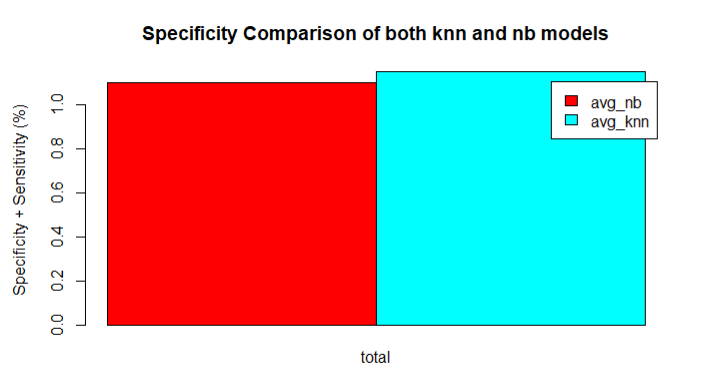 Specificity Comparison of both knn and nb models
Specificity + Sensitivity (%)
1.0
0.8
0.6
0.4
0.2
0.0
avg_nb
avg_knn
total